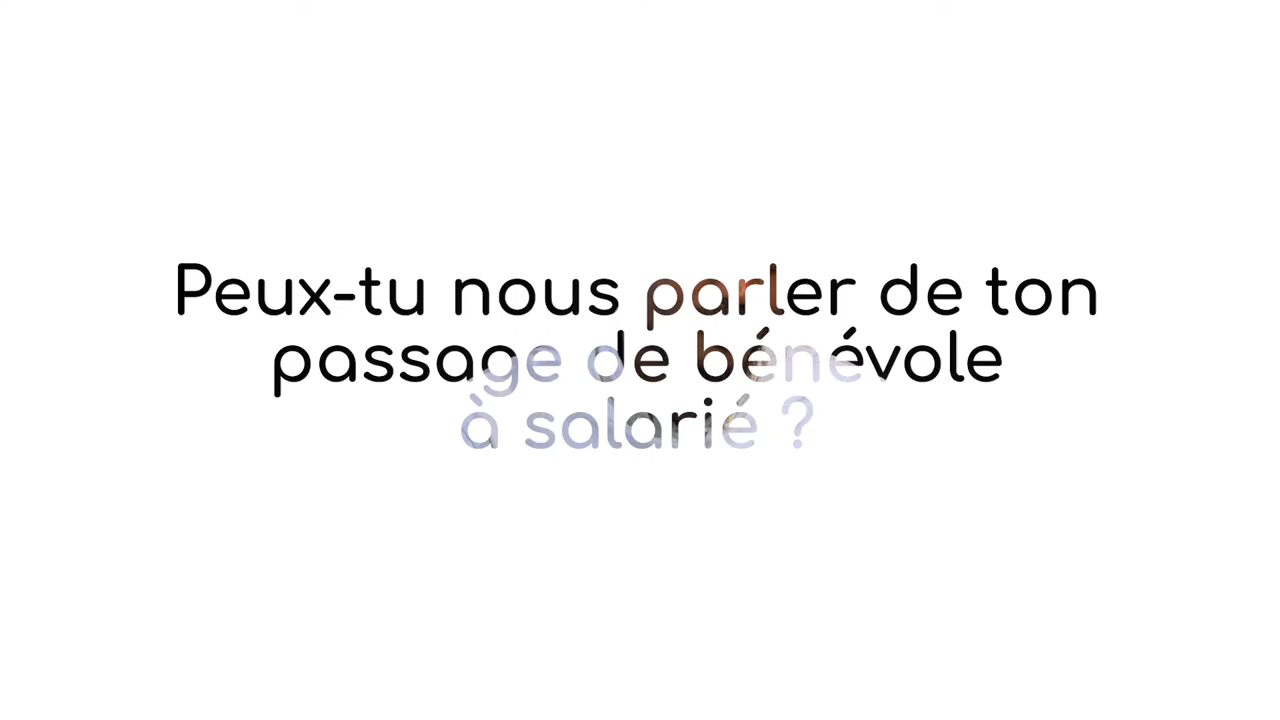 Peux-tu nous parler de ton
passage de bénévole
à salarié ?